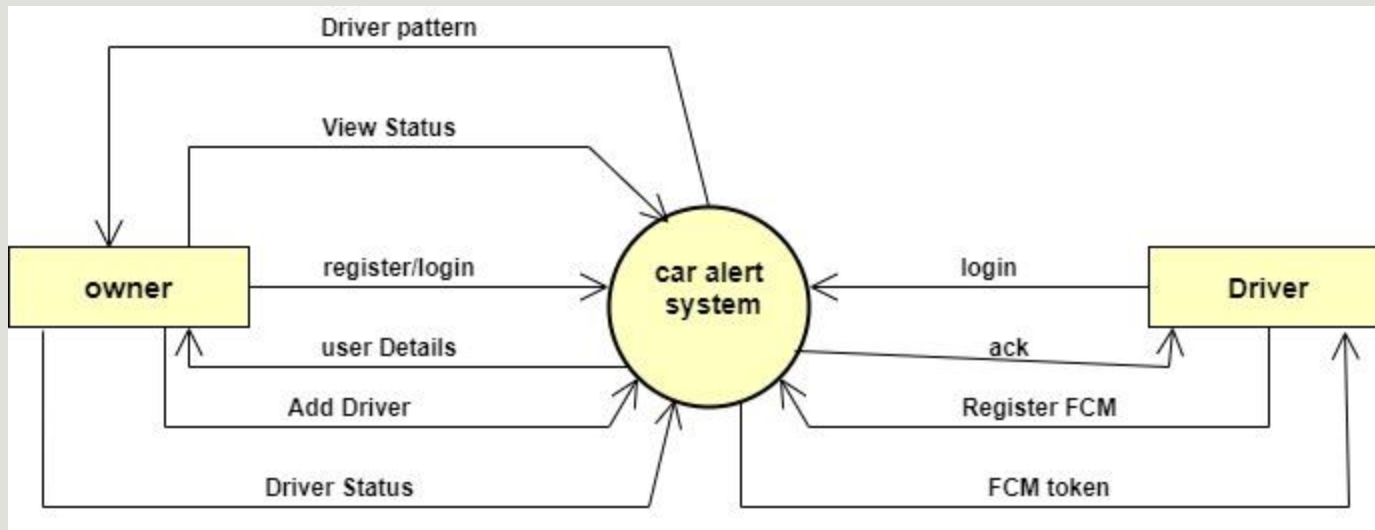 Driver pattern
View Status
register/login
car alert
system
login
owner
Driver
user Details
ack
Add Driver
Register FCM
Driver Status
FCM token